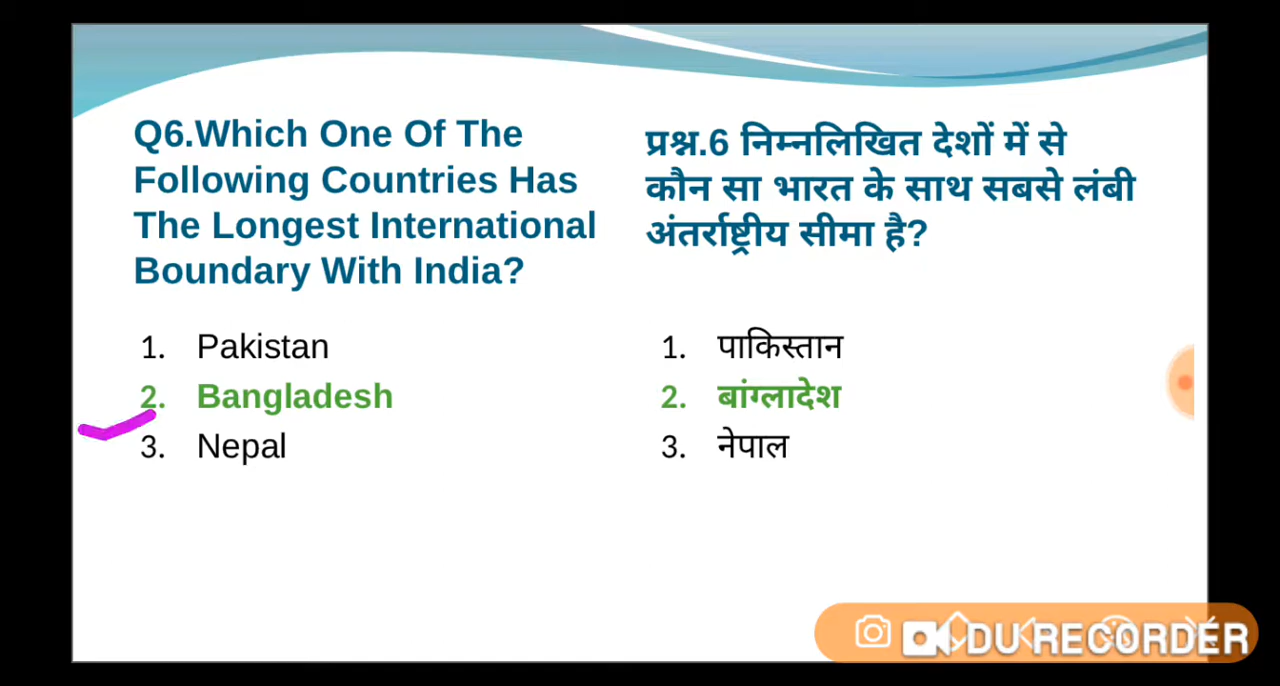 Q6.Which One Of The
Following Countries Has
The Longest International
Boundary With India?
1. Pakistan
2. Bangladesh
3. Nepal
प्रश्न.6 निम्नलिखित देशों में से
कौन सा भारत के साथ सबसे लंबी
अंतर्राष्ट्रीय सीमा है?
1. पाकिस्तान
2. बांग्लादेश
3. नेपाल
DU RECORDER